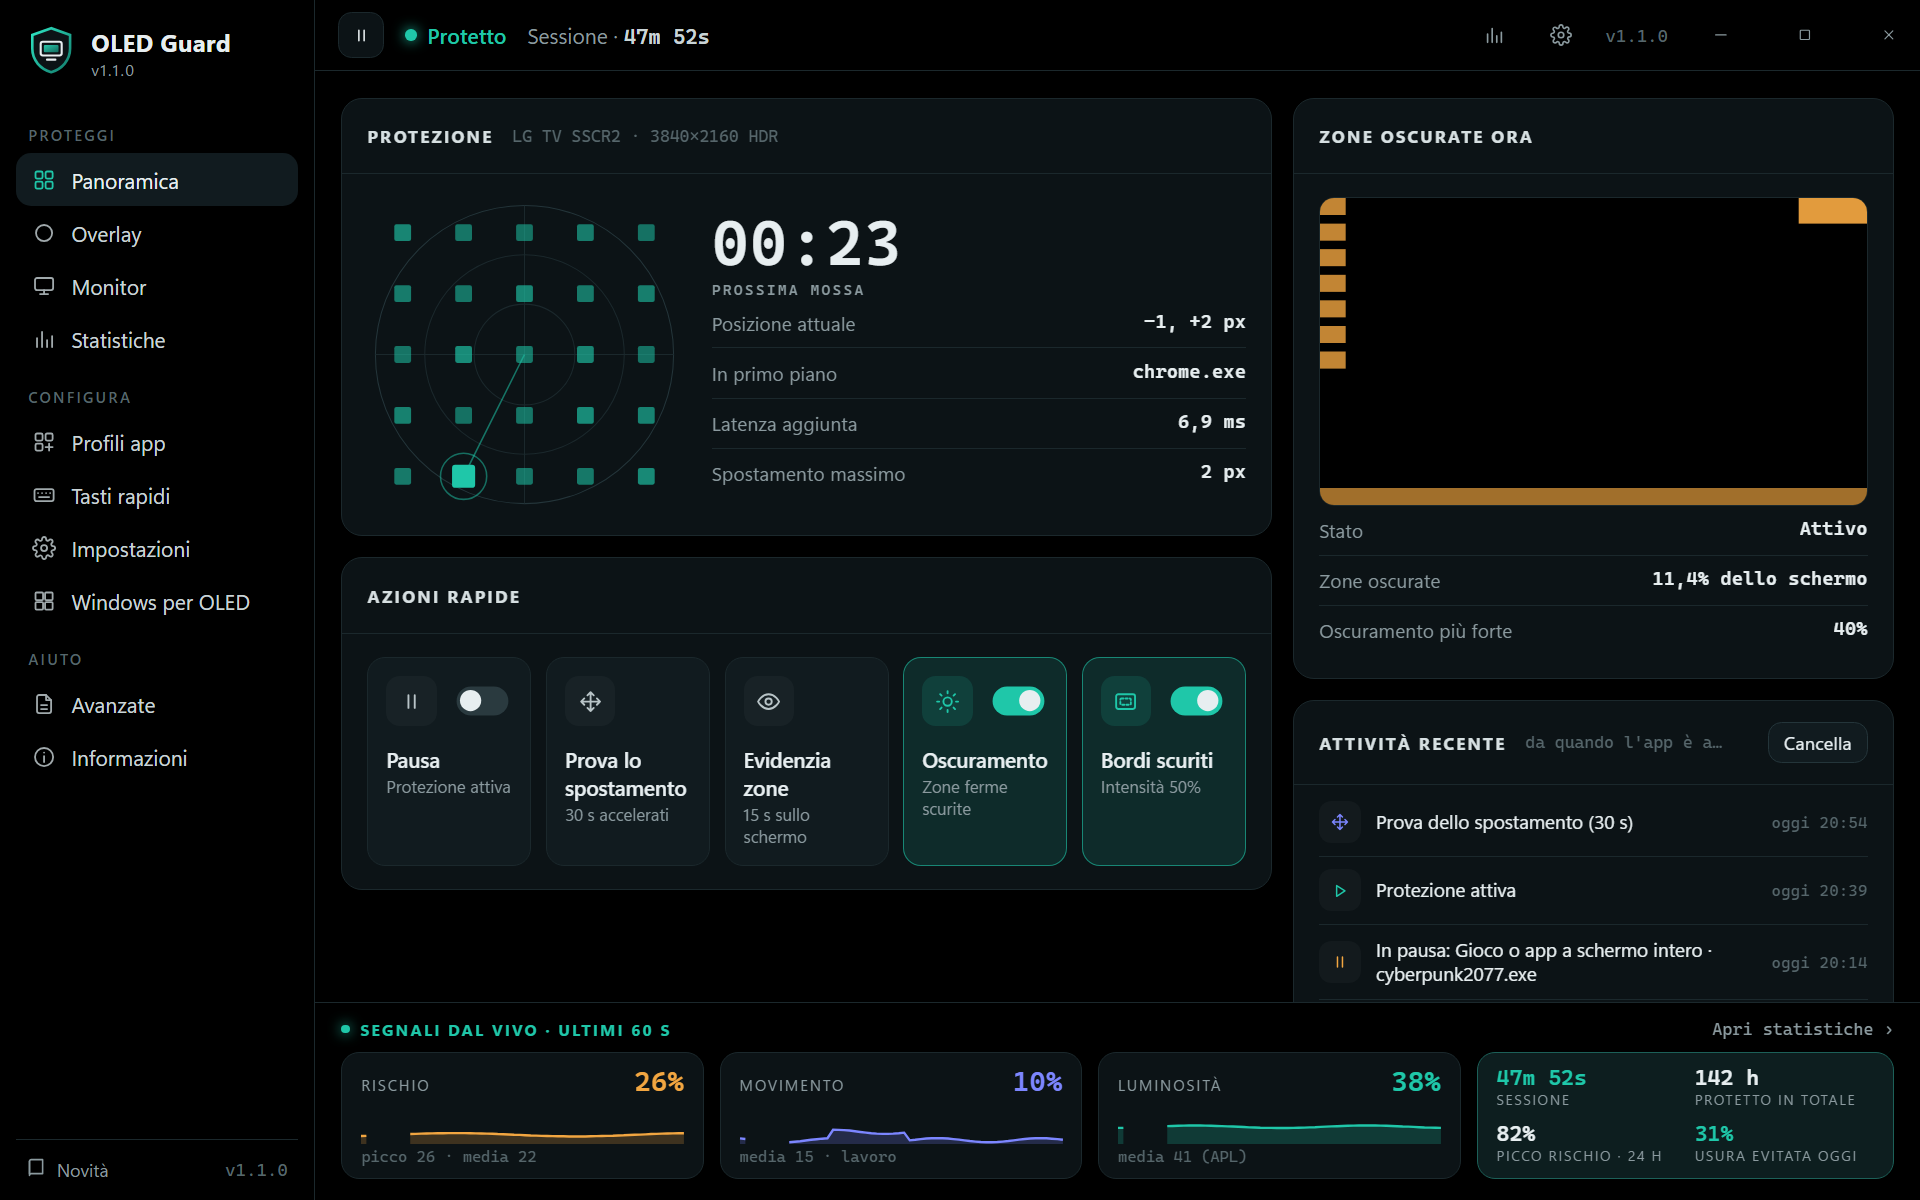 OLED Guard
v1.1.0
PROTEGGI
Panoramica
Overlay
Monitor
Statistiche
CONFIGURA
Profili app
Tasti rapidi
Impostazioni
Windows per OLED
AIUTO
Avanzate
Informazioni
Novità v1.1.0
Protetto Sessione · 47m 52s
v1.1.0
PROTEZIONE LG TV SSCR2 · 3840×2160 HDR
00:23
PROSSIMA MOSSA
Posizione attuale −1, +2 px
In primo piano chrome.exe
Latenza aggiunta 6,9 ms
Spostamento massimo 2 px
AZIONI RAPIDE
Pausa
Protezione attiva
Prova lo
spostamento
30 s accelerati
Evidenzia
zone
15 s sullo
schermo
Oscuramento
Zone ferme
scurite
Bordi scuriti
Intensità 50%
ZONE OSCURATE ORA
Stato Attivo
Zone oscurate 11,4% dello schermo
Oscuramento più forte 40%
ATTIVITÀ RECENTE da quando l'app è a… Cancella
Prova dello spostamento (30 s) oggi 20:54
Protezione attiva oggi 20:39
In pausa: Gioco o app a schermo intero ·
cyberpunk2077.exe oggi 20:14
SEGNALI DAL VIVO · ULTIMI 60 S Apri statistiche ›
RISCHIO 26%
picco 26 · media 22
MOVIMENTO 10%
media 15 · lavoro
LUMINOSITÀ 38%
media 41 (APL)
47m 52s
SESSIONE
142 h
PROTETTO IN TOTALE
82%
PICCO RISCHIO · 24 H
31%
USURA EVITATA OGGI